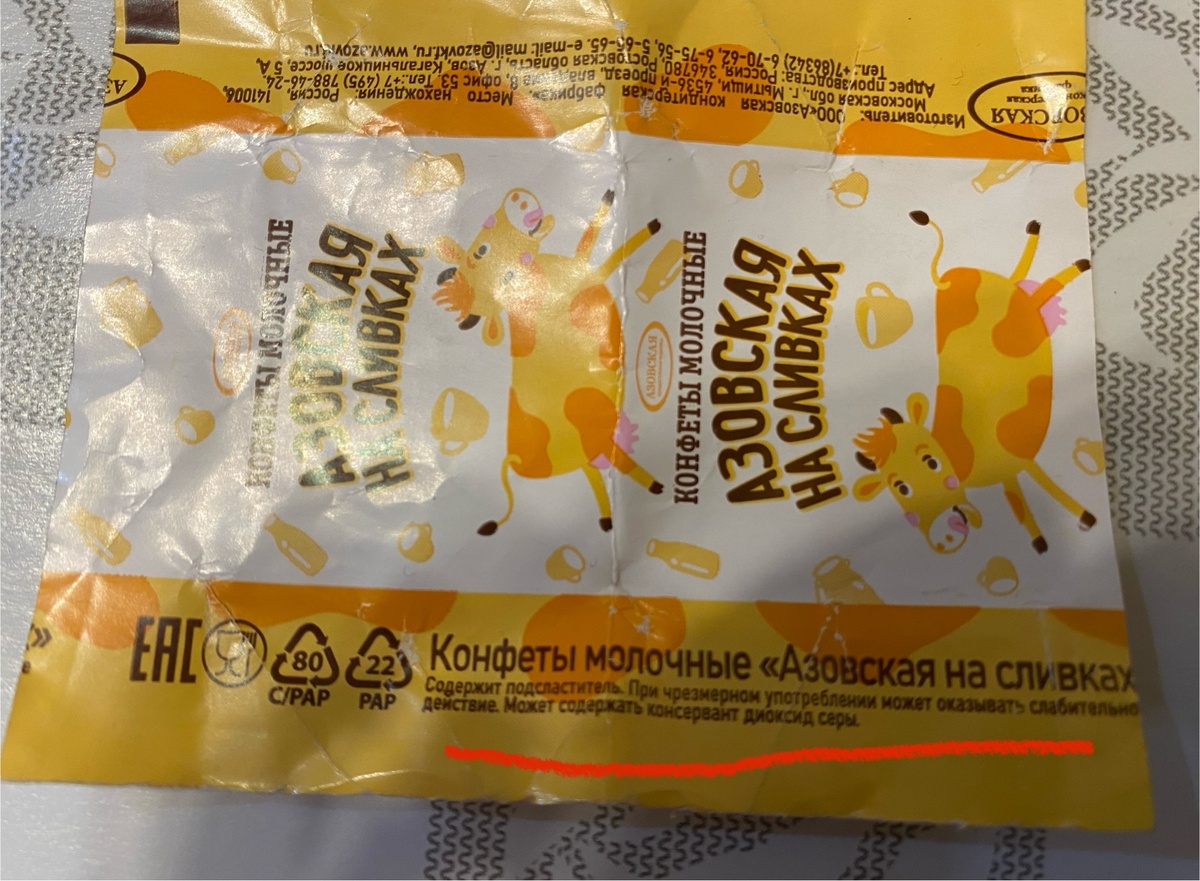 Изготовитель: ООО«Азовская кондитерская фабрика». Место нахождения: Россия, 141006,
Московская обл., г. Мытищи, 4536-й проезд, владение 8, офис 53. Тел.: +7 (495) 788-46-24.
Адрес производства: Россия, 346780, Ростовская область, г. Азов, Кагальницкое шоссе, 5 А,
Тел.:+7(86342) 6-70-62, 6-75-56, 5-66-65. e-mail: mail@azovkf.ru, www.azovkf.ru
КОНФЕТЫ МОЛОЧНЫЕ
АЗОВСКАЯ
НА СЛИВКАХ
АЗОВСКАЯ
КОНФЕТЫ МОЛОЧНЫЕ
АЗОВСКАЯ
НА СЛИВКАХ
EAC
80
C/PAP
22
PAP
Конфеты молочные «Азовская на сливках
Содержит подсластитель. При чрезмерном употреблении может оказывать слабительно
действие. Может содержать консервант диоксид серы.